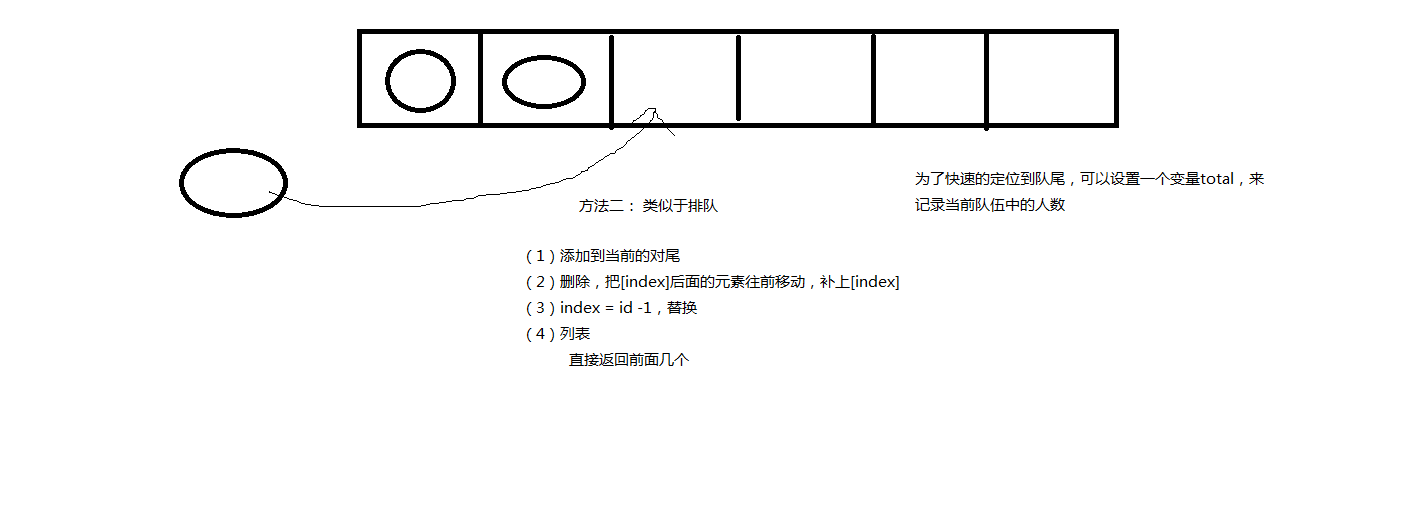 为了快速的定位到队尾，可以设置一个变量total，来
记录当前队伍中的人数
方法二： 类似于排队
（1）添加到当前的对尾
（2）删除，把[index]后面的元素往前移动，补上[index]
（3）index = id -1，替换
（4）列表
直接返回前面几个